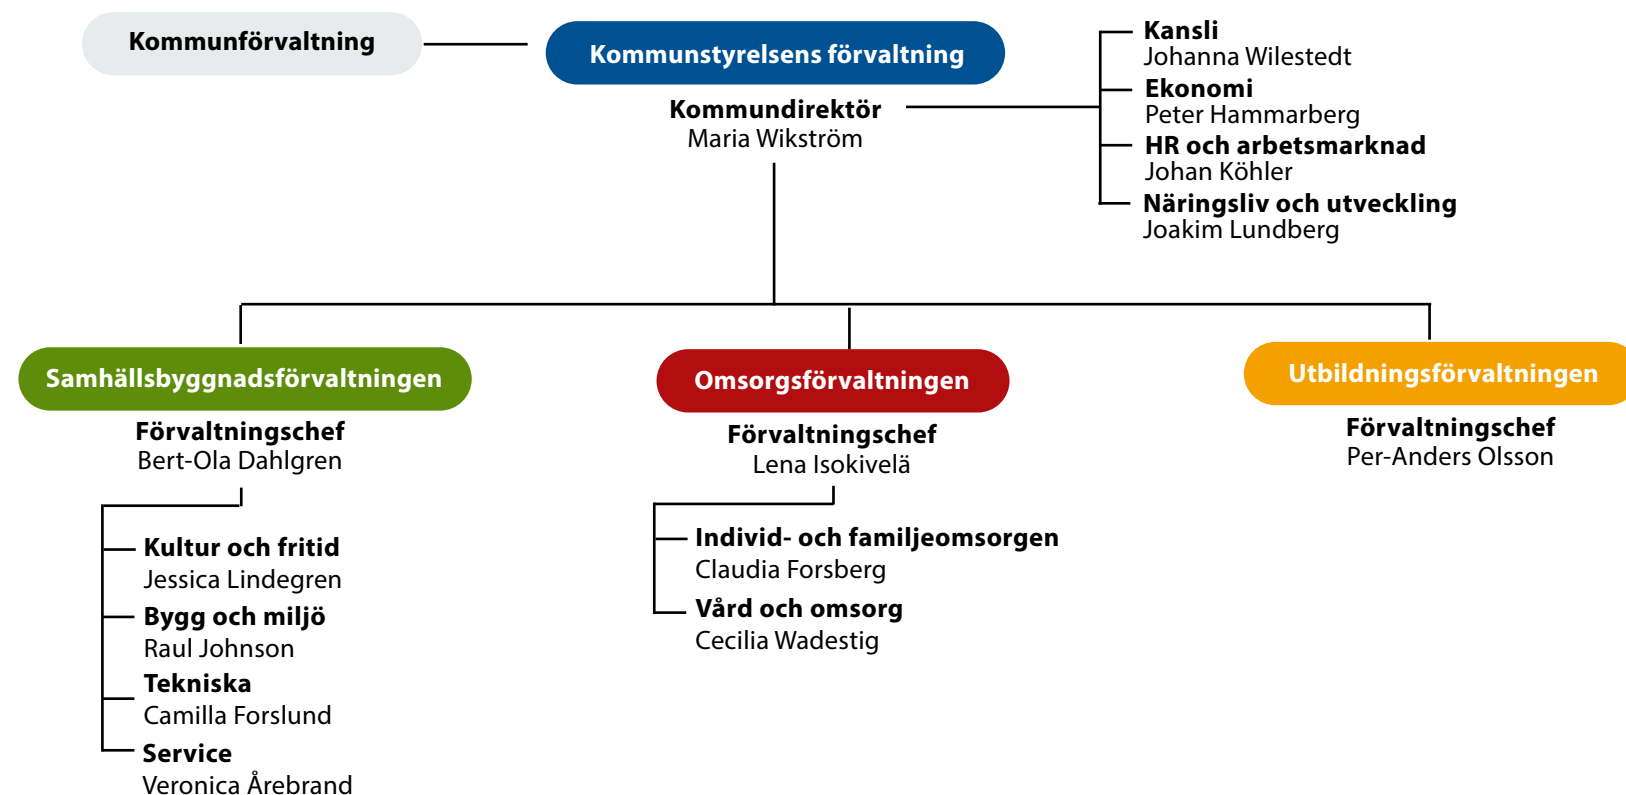 Kommunförvaltning
Kommunstyrelsens förvaltning
Kommundirektör
Maria Wikström
Kansli
Johanna Wilestedt
Ekonomi
Peter Hammarberg
HR och arbetsmarknad
Johan Köhler
Näringsliv och utveckling
Joakim Lundberg
Samhällsbyggnadsförvaltningen
Förvaltningschef
Bert-Ola Dahlgren
Kultur och fritid
Jessica Lindegren
Bygg och miljö
Raul Johnson
Tekniska
Camilla Forslund
Service
Veronica Årebrand
Omsorgsförvaltningen
Förvaltningschef
Lena Isokivelä
Individ- och familjeomsorgen
Claudia Forsberg
Vård och omsorg
Cecilia Wadestig
Utbildningsförvaltningen
Förvaltningschef
Per-Anders Olsson